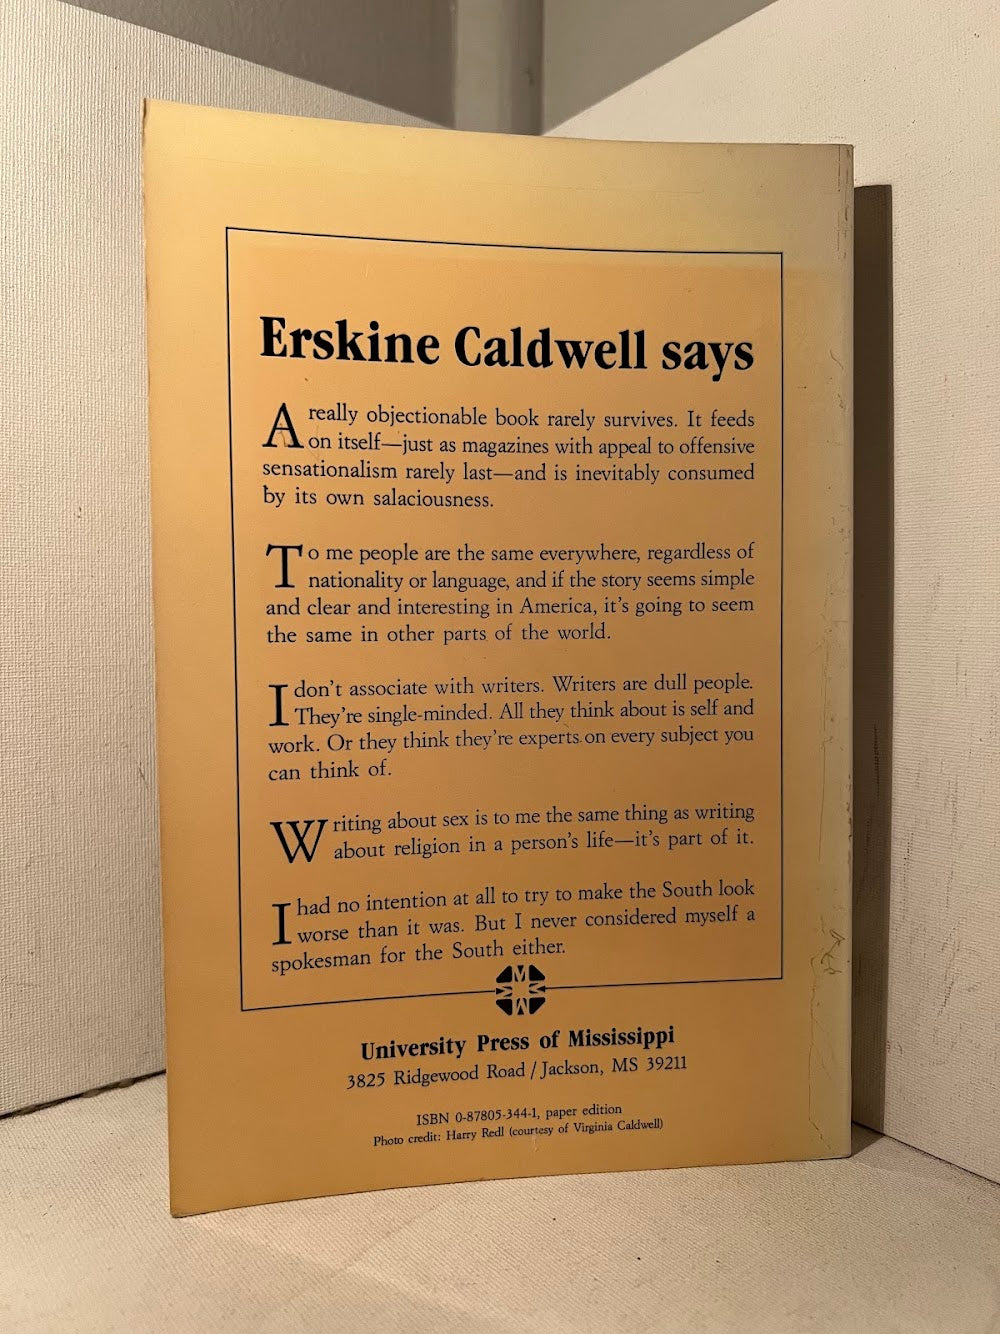 Erskine Caldwell says
A really objectionable book rarely survives. It feeds
on itself—just as magazines with appeal to offensive
sensationalism rarely last—and is inevitably consumed
by its own salaciousness.
To me people are the same everywhere, regardless of
nationality or language, and if the story seems simple
and clear and interesting in America, it's going to seem
the same in other parts of the world.
I don't associate with writers. Writers are dull people.
They're single-minded. All they think about is self and
work. Or they think they're experts on every subject you
can think of.
Writing about sex is to me the same thing as writing
about religion in a person's life—it's part of it.
I had no intention at all to try to make the South look
worse than it was. But I never considered myself a
spokesman for the South either.
University Press of Mississippi
3825 Ridgewood Road / Jackson, MS 39211
ISBN 0-87805-344-1, paper edition
Photo credit: Harry Redl (courtesy of Virginia Caldwell)